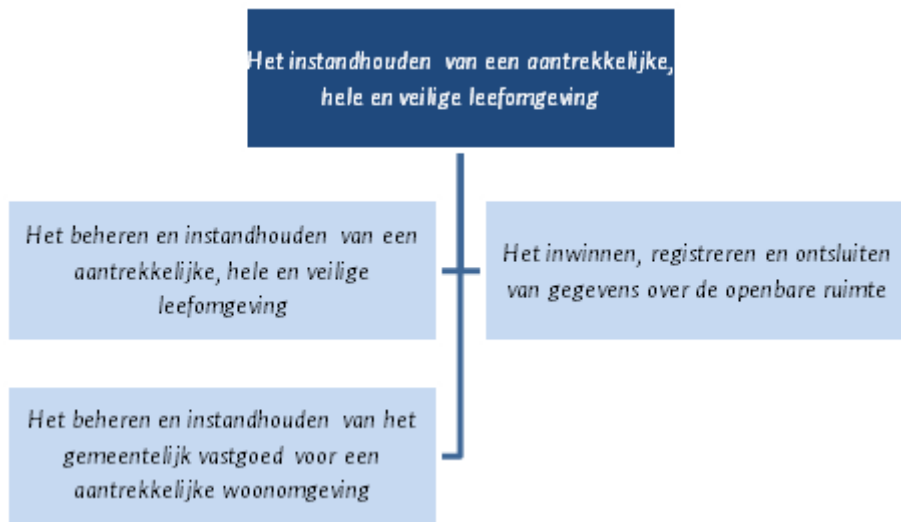 Het instandhouden van een aantrekkelijke,
hele en veilige leefomgeving
Het beheren en instandhouden van een
aantrekkelijke, hele en veilige
leefomgeving
Het inwinnen, registreren en ontsluiten
van gegevens over de openbare ruimte
Het beheren en instandhouden van het
gemeentelijk vastgoed voor een
aantrekkelijke woonomgeving